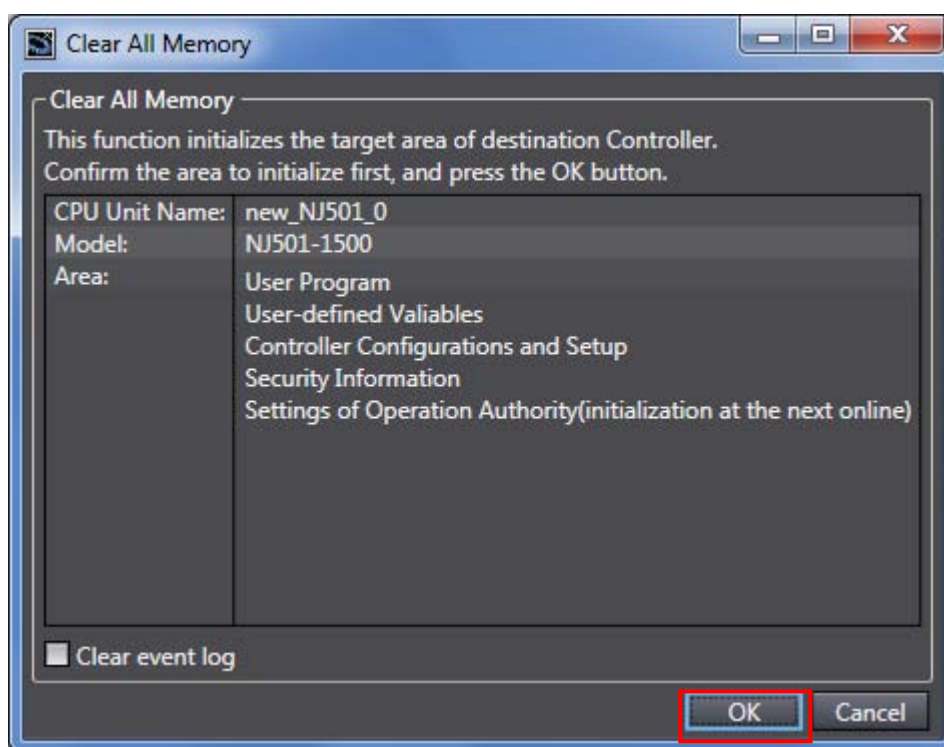 Clear All Memory
Clear All Memory
This function initializes the target area of destination Controller.
Confirm the area to initialize first, and press the OK button.
CPU Unit Name: new_NJ501_0
Model: NJ501-1500
Area: User Program
User-defined Valiables
Controller Configurations and Setup
Security Information
Settings of Operation Authority(initialization at the next online)
Clear event log
OK Cancel